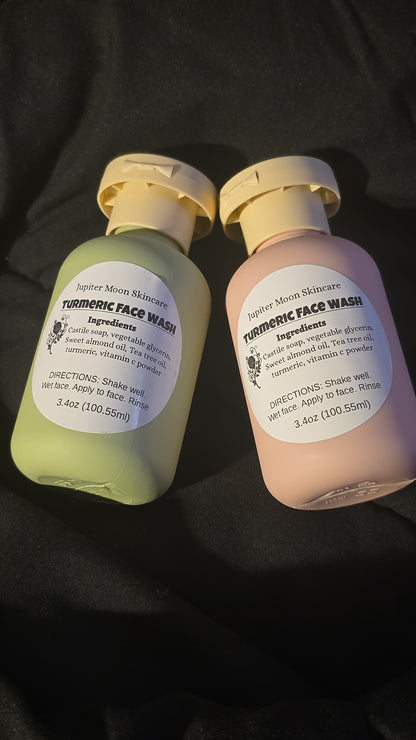 Jupiter Moon Skincare
TURMERIC FACE WASH
Ingredients
Castile soap, vegetable glycerin,
Sweet almond oil, Tea tree oil,
turmeric, vitamin c powder
DIRECTIONS: Shake well.
Wet face. Apply to face. Rinse
3.4oz (100.55ml)
Jupiter Moon Skincare
TURMERIC FACE WASH
Ingredients
Castile soap, vegetable glycerin,
Sweet almond oil, Tea tree oil,
turmeric, vitamin c powder
DIRECTIONS: Shake well.
Wet face. Apply to face. Rinse
3.4oz (100.55ml)